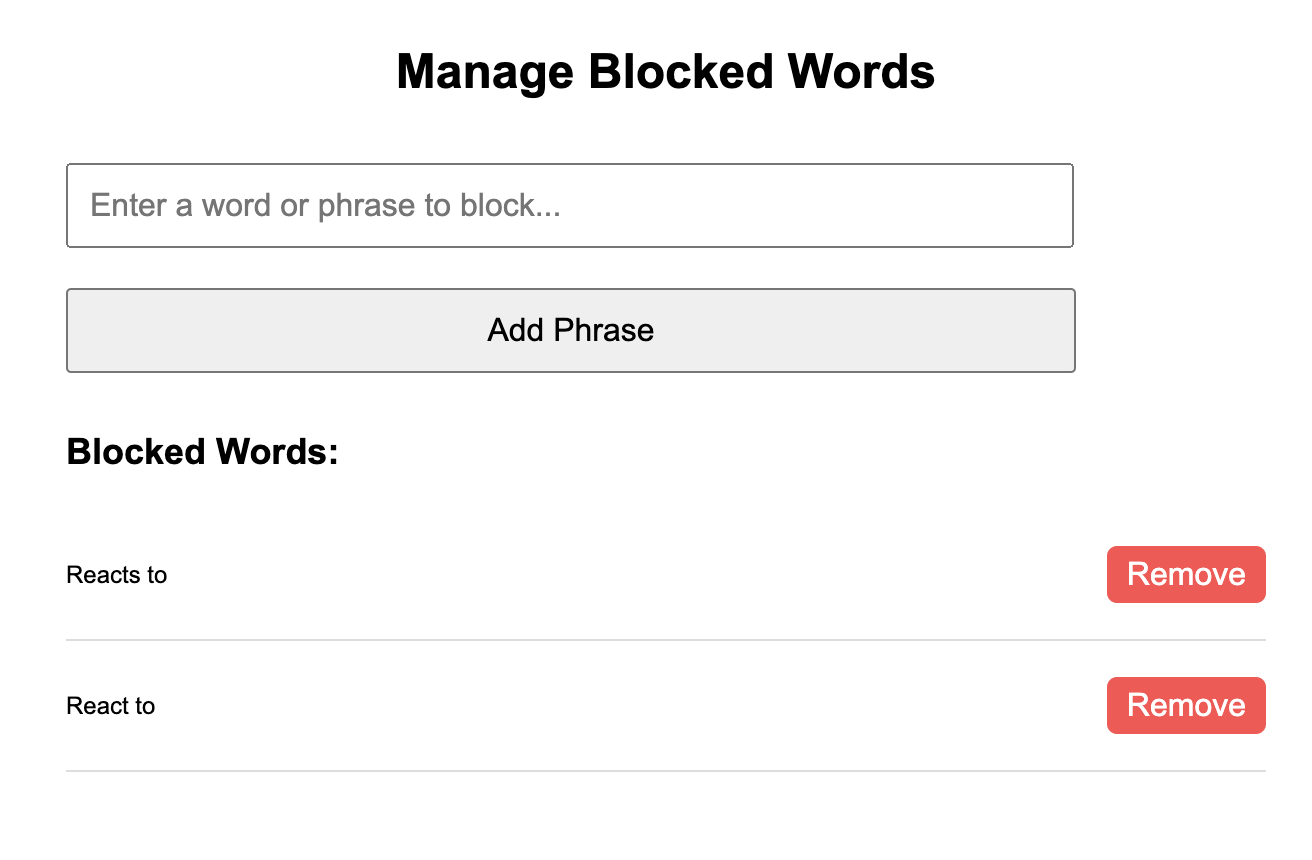 Manage Blocked Words
Enter a word or phrase to block...
Add Phrase
Blocked Words:
Reacts to
Remove
React to
Remove